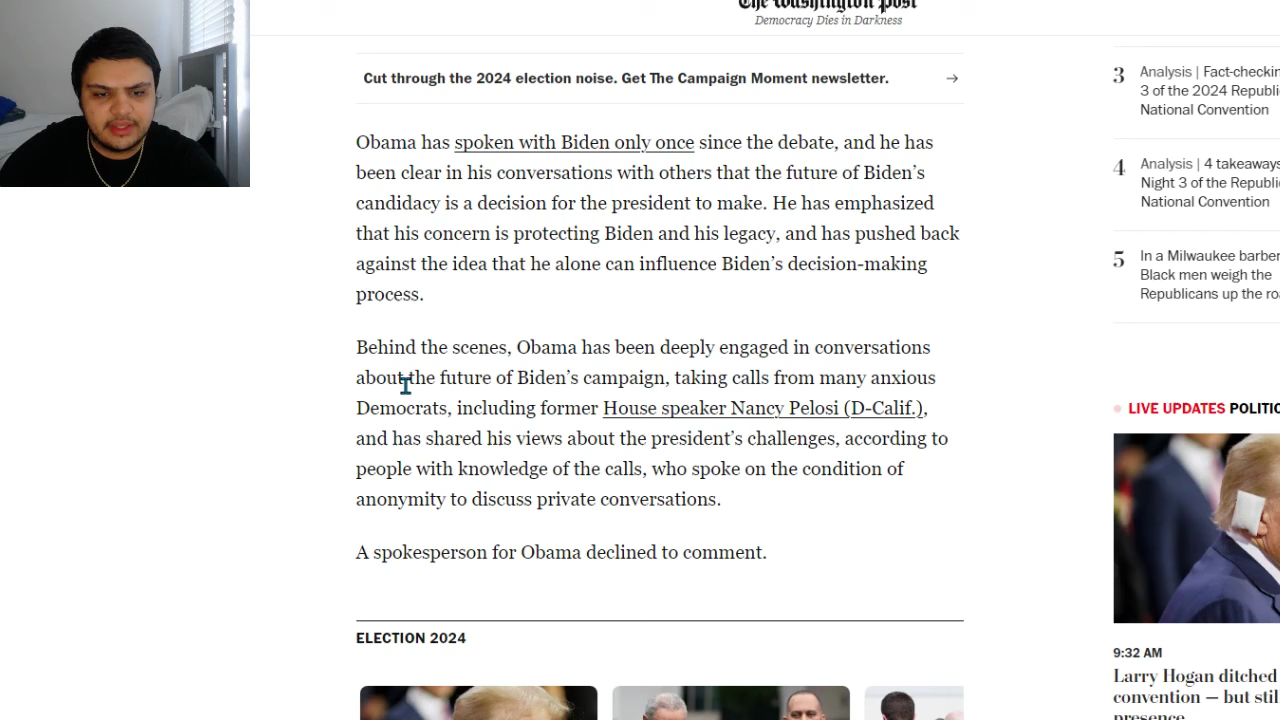 The Washington Post
Democracy Dies in Darkness
Cut through the 2024 election noise. Get The Campaign Moment newsletter. →
Obama has spoken with Biden only once since the debate, and he has
been clear in his conversations with others that the future of Biden’s
candidacy is a decision for the president to make. He has emphasized
that his concern is protecting Biden and his legacy, and has pushed back
against the idea that he alone can influence Biden’s decision-making
process.
Behind the scenes, Obama has been deeply engaged in conversations
about the future of Biden’s campaign, taking calls from many anxious
Democrats, including former House speaker Nancy Pelosi (D-Calif.),
and has shared his views about the president’s challenges, according to
people with knowledge of the calls, who spoke on the condition of
anonymity to discuss private conversations.
A spokesperson for Obama declined to comment.
ELECTION 2024
3 Analysis | Fact-checkin
3 of the 2024 Republi
National Convention
4 Analysis | 4 takeaways
Night 3 of the Republi
National Convention
5 In a Milwaukee barber
Black men weigh the
Republicans up the ro
LIVE UPDATES POLITIC
9:32 AM
Larry Hogan ditched
convention — but stil
presence